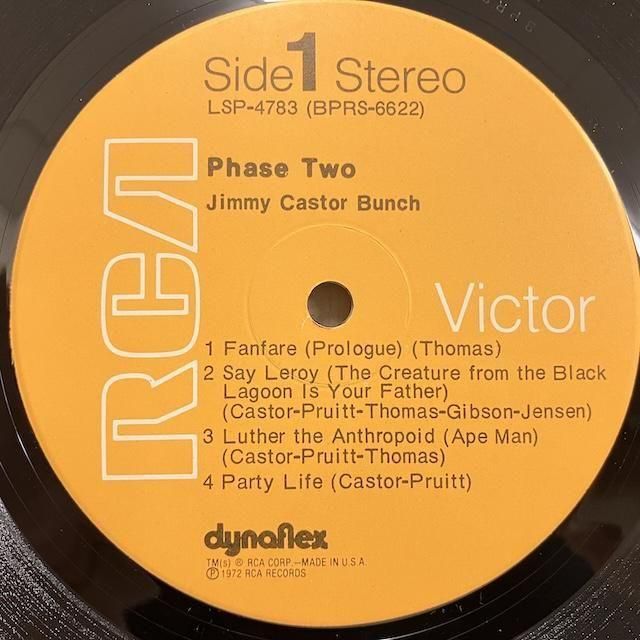 Side 1 Stereo
LSP-4783 (BPRS-6622)
Phase Two
Jimmy Castor Bunch
RCA
Victor
1 Fanfare (Prologue) (Thomas)
2 Say Leroy (The Creature from the Black
Lagoon Is Your Father)
(Castor-Pruitt-Thomas-Gibson-Jensen)
3 Luther the Anthropoid (Ape Man)
(Castor-Pruitt-Thomas)
4 Party Life (Castor-Pruitt)
dynaflex
TM(s) ® RCA CORP.—MADE IN U.S.A.
Ⓟ 1972 RCA RECORDS